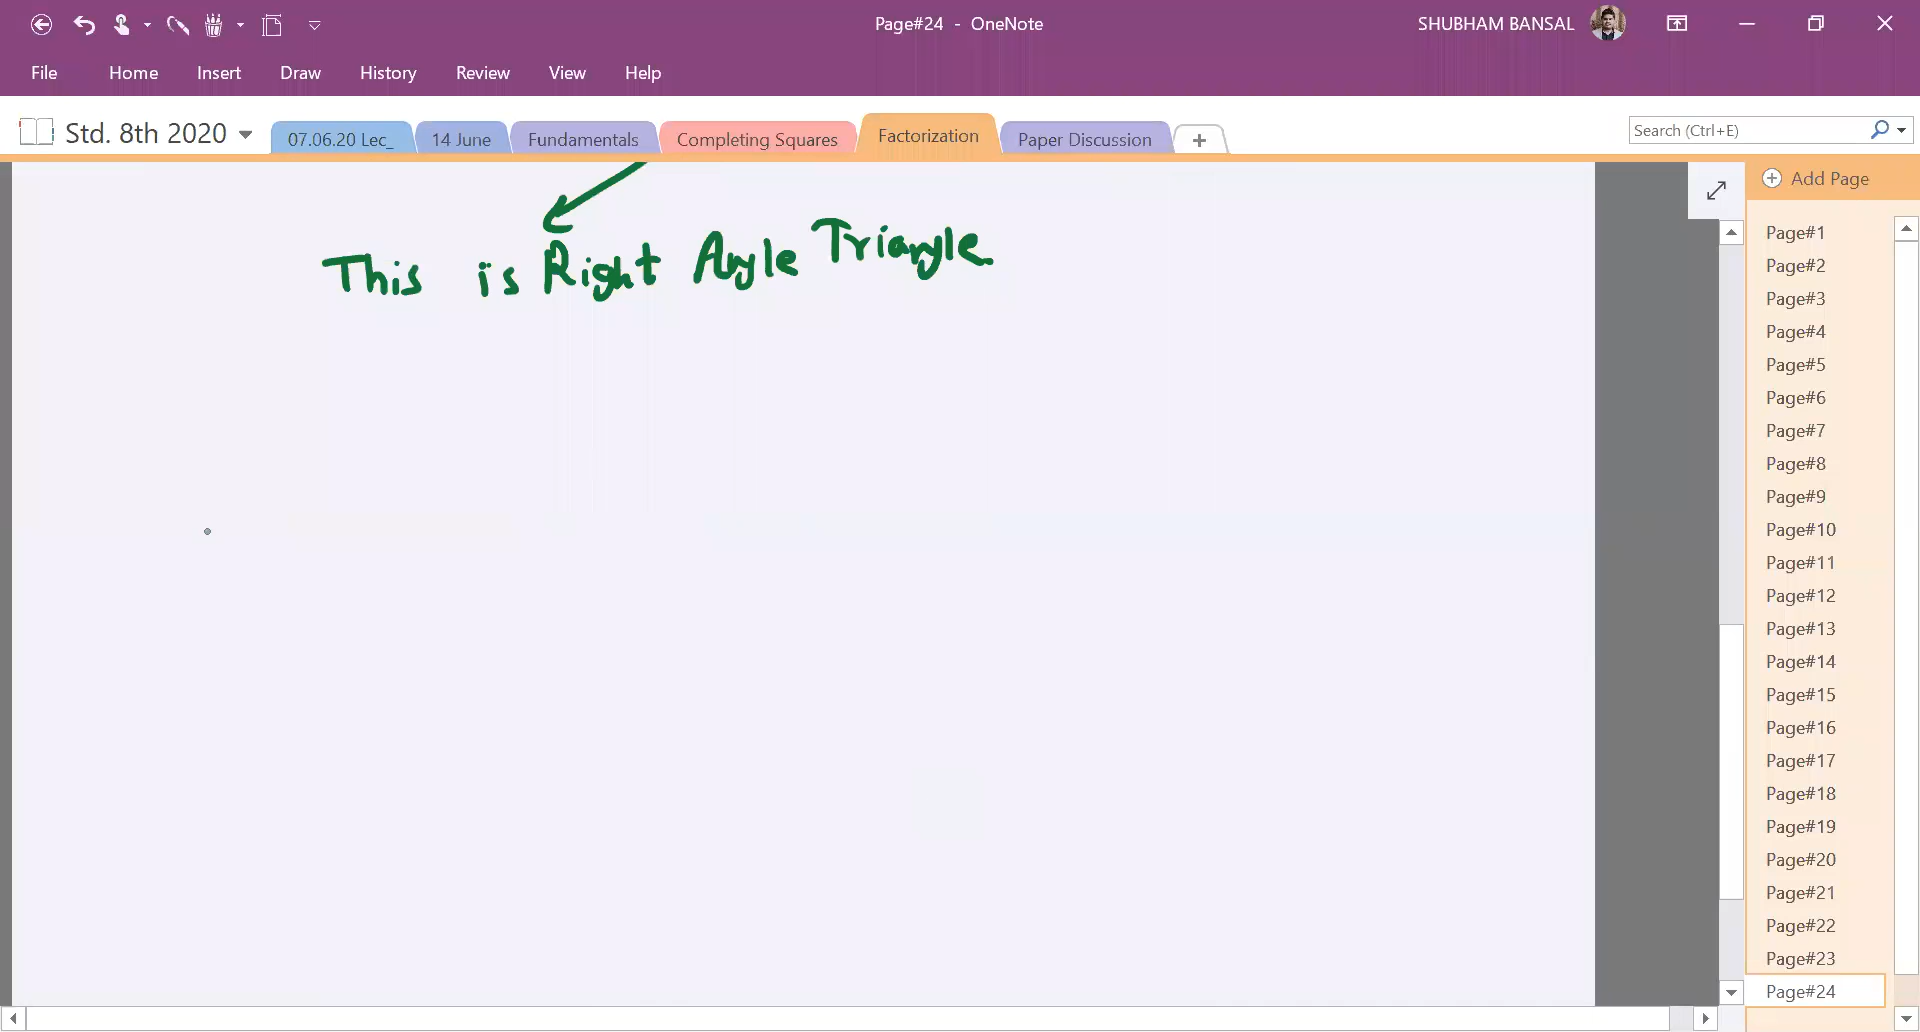 Page#24 - OneNote
SHUBHAM BANSAL
File Home Insert Draw History Review View Help
Std. 8th 2020
07.06.20 Lec_
14 June
Fundamentals
Completing Squares
Factorization
Paper Discussion
Search (Ctrl+E)
This is Right Angle Triangle
Add Page
Page#1
Page#2
Page#3
Page#4
Page#5
Page#6
Page#7
Page#8
Page#9
Page#10
Page#11
Page#12
Page#13
Page#14
Page#15
Page#16
Page#17
Page#18
Page#19
Page#20
Page#21
Page#22
Page#23
Page#24